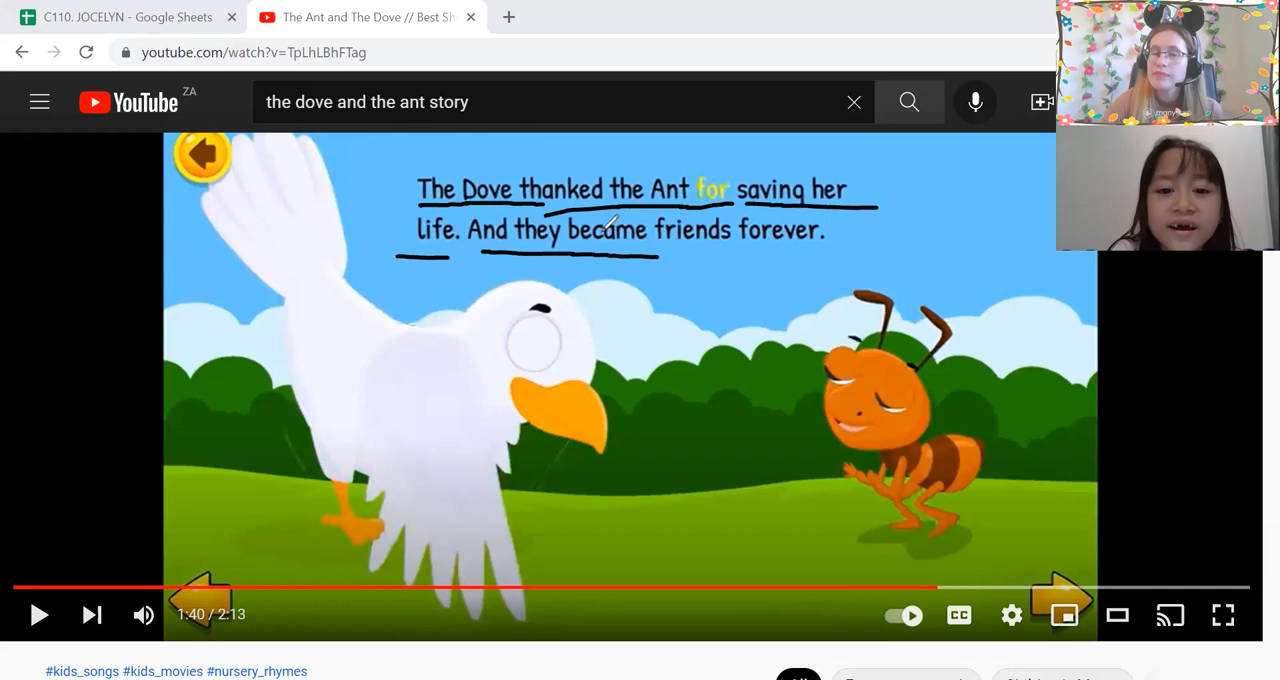 C110. JOCELYN - Google Sheets
The Ant and The Dove // Best Sh
youtube.com/watch?v=TpLhLBhFTag
YouTube ZA
the dove and the ant story
The Dove thanked the Ant for saving her
life. And they became friends forever.
1:40 / 2:13
CC
#kids_songs #kids_movies #nursery_rhymes